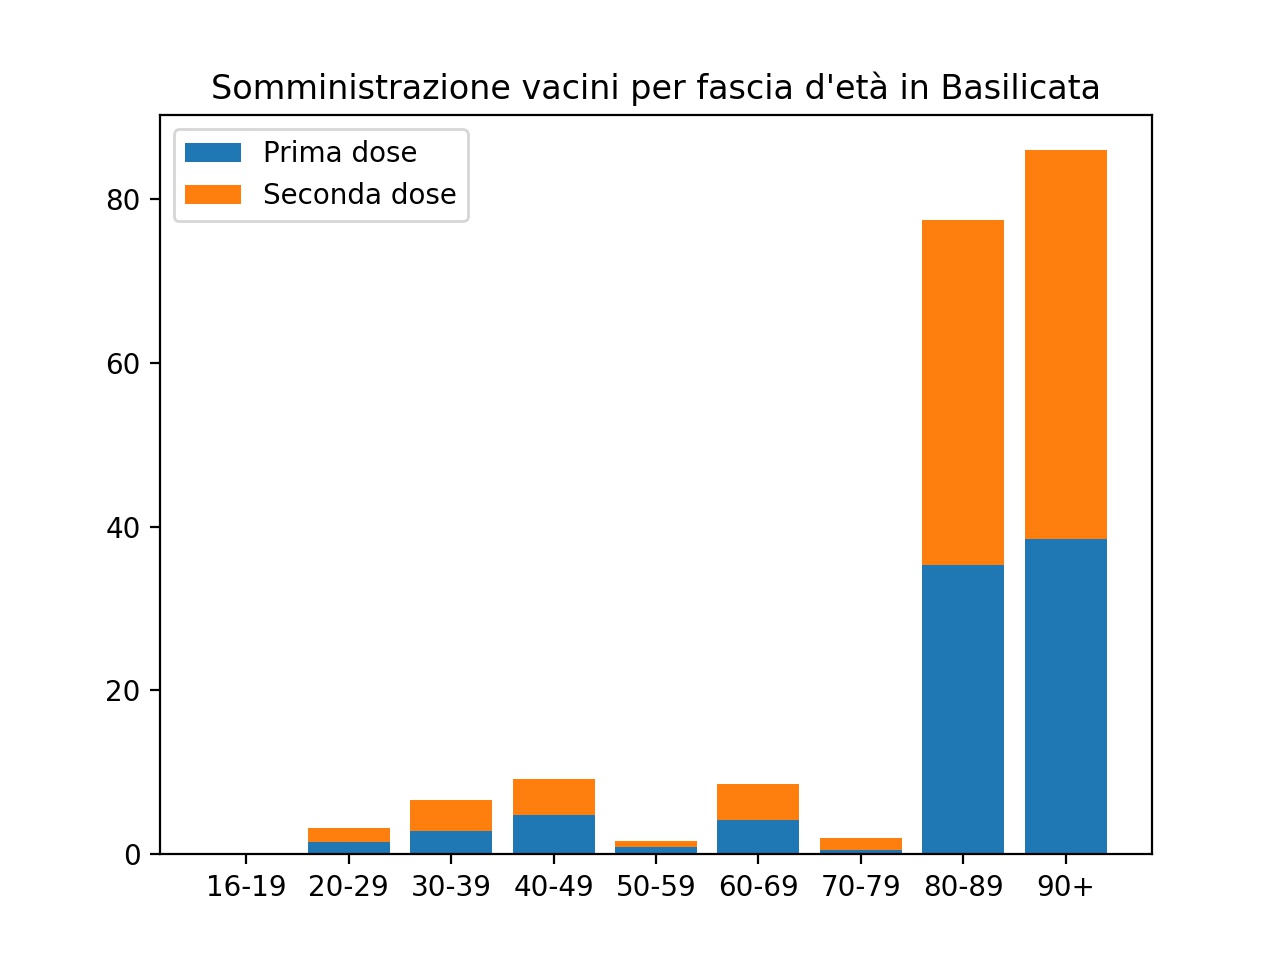 Somministrazione vacini per fascia d'età in Basilicata
Prima dose
Seconda dose
80
60
40
20
0
16-19 20-29 30-39 40-49 50-59 60-69 70-79 80-89 90+